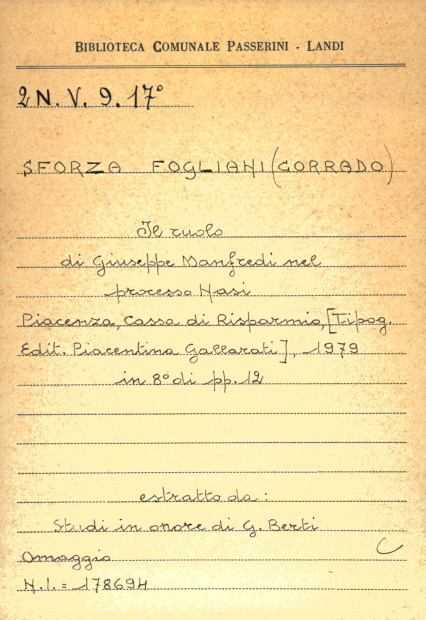 BIBLIOTECA COMUNALE PASSERINI - LANDI
2 N. V. 9. 17°
SFORZA FOGLIANI (CORRADO)
Il ruolo
di Giuseppe Manfredi nel
processo Nasi
Piacenza, Cassa di Risparmio, [Tipog.
Edit. Piacentina Gallarati], 1979
in 8° di pp. 12
estratto da :
Studi in onore di G. Berti
Omaggio
N.I. = 178694